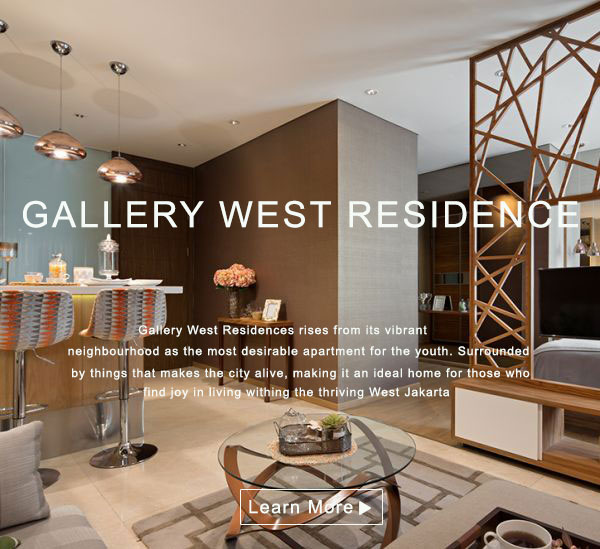 GALLERY WEST RESIDENCE
Gallery West Residences rises from its vibrant
neighbourhood as the most desirable apartment for the youth. Surrounded
by things that makes the city alive, making it an ideal home for those who
find joy in living withing the thriving West Jakarta
Learn More